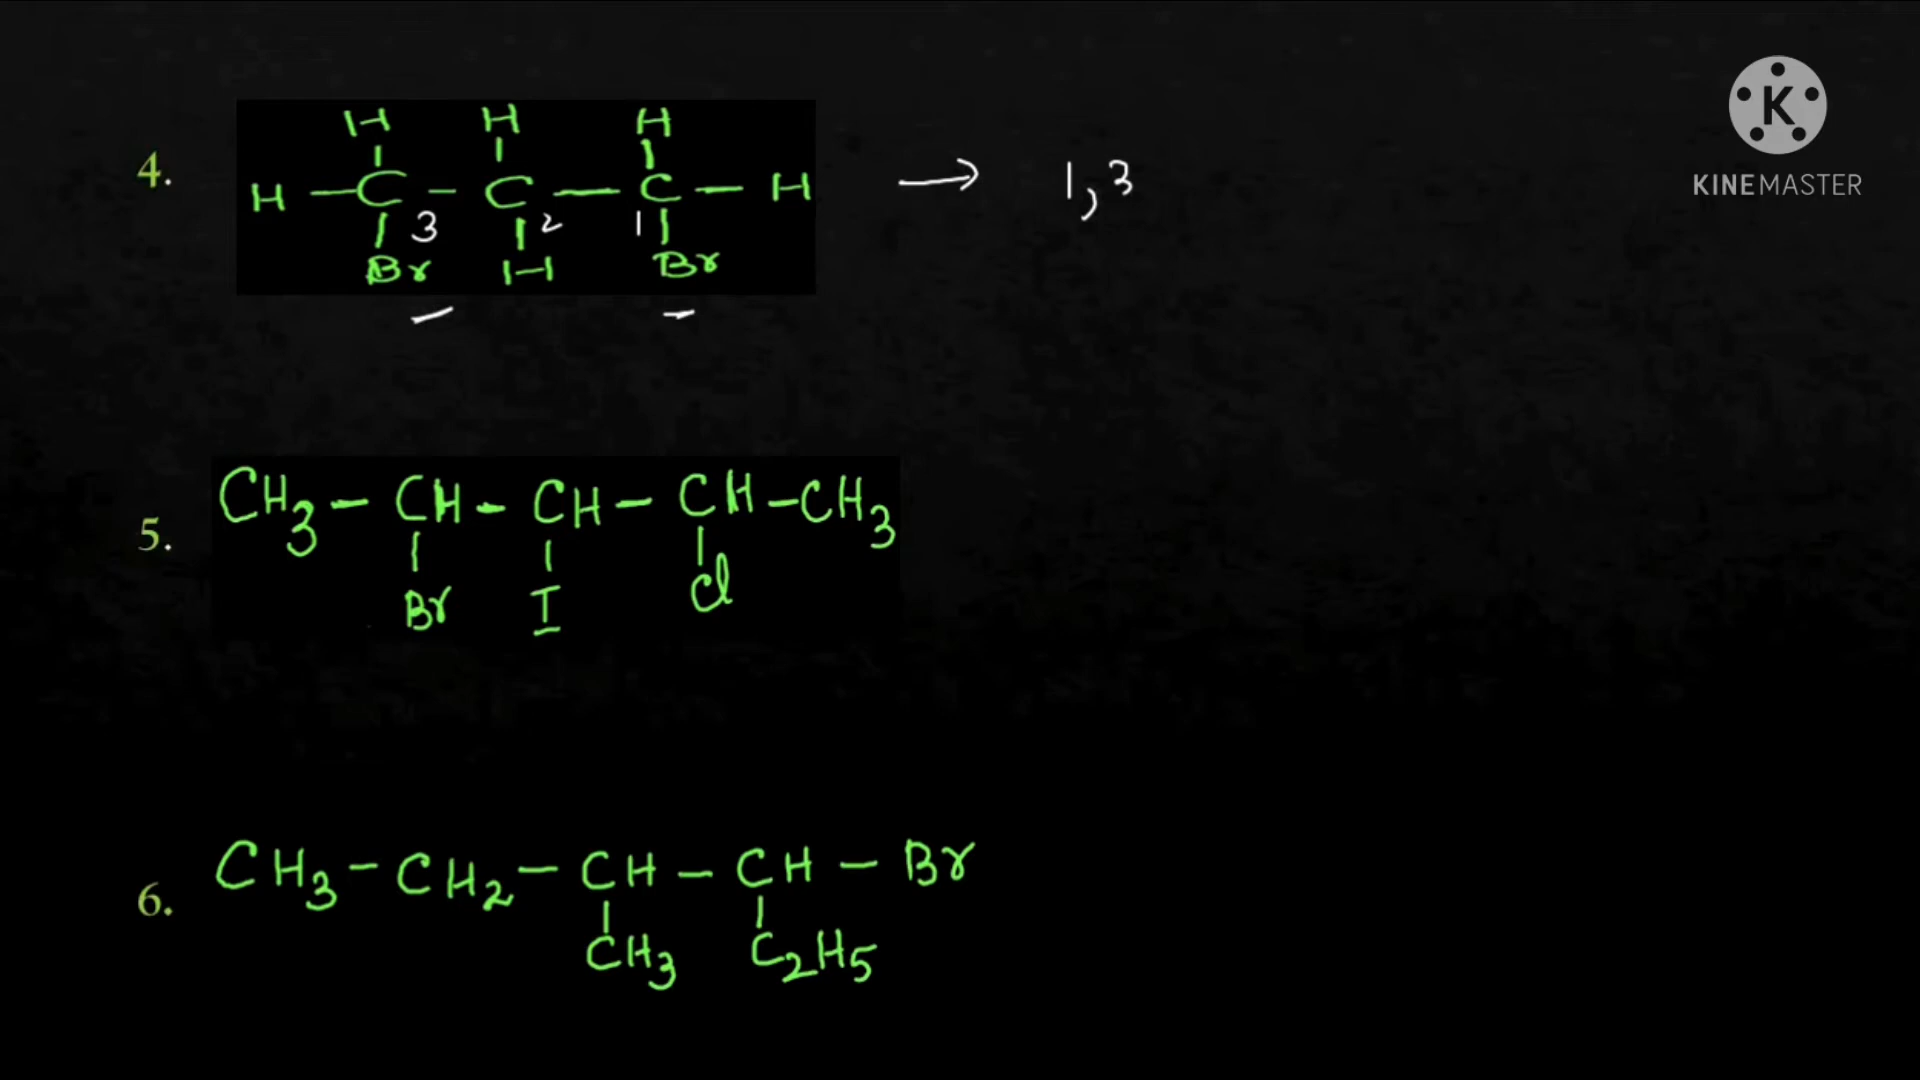 KINEMASTER
4.
H H H
H — C — C — C — H → 1,3
3 2 1
Br H Br
5.
CH3 – CH – CH – CH – CH3
Br I Cl
6.
CH3 – CH2 – CH – CH – Br
CH3 C2H5